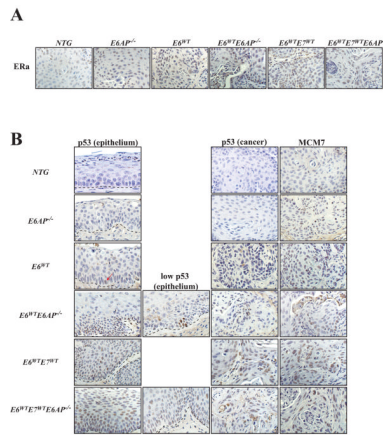 A
NTG E6AP-/- E6WT E6WTE6AP-/- E6WTE7WT E6WTE7WTE6AP
ERa
B
p53 (epithelium) p53 (cancer) MCM7
NTG
E6AP-/-
E6WT
low p53
(epithelium)
E6WTE6AP-/-
E6WTE7WT
E6WTE7WTE6AP-/-